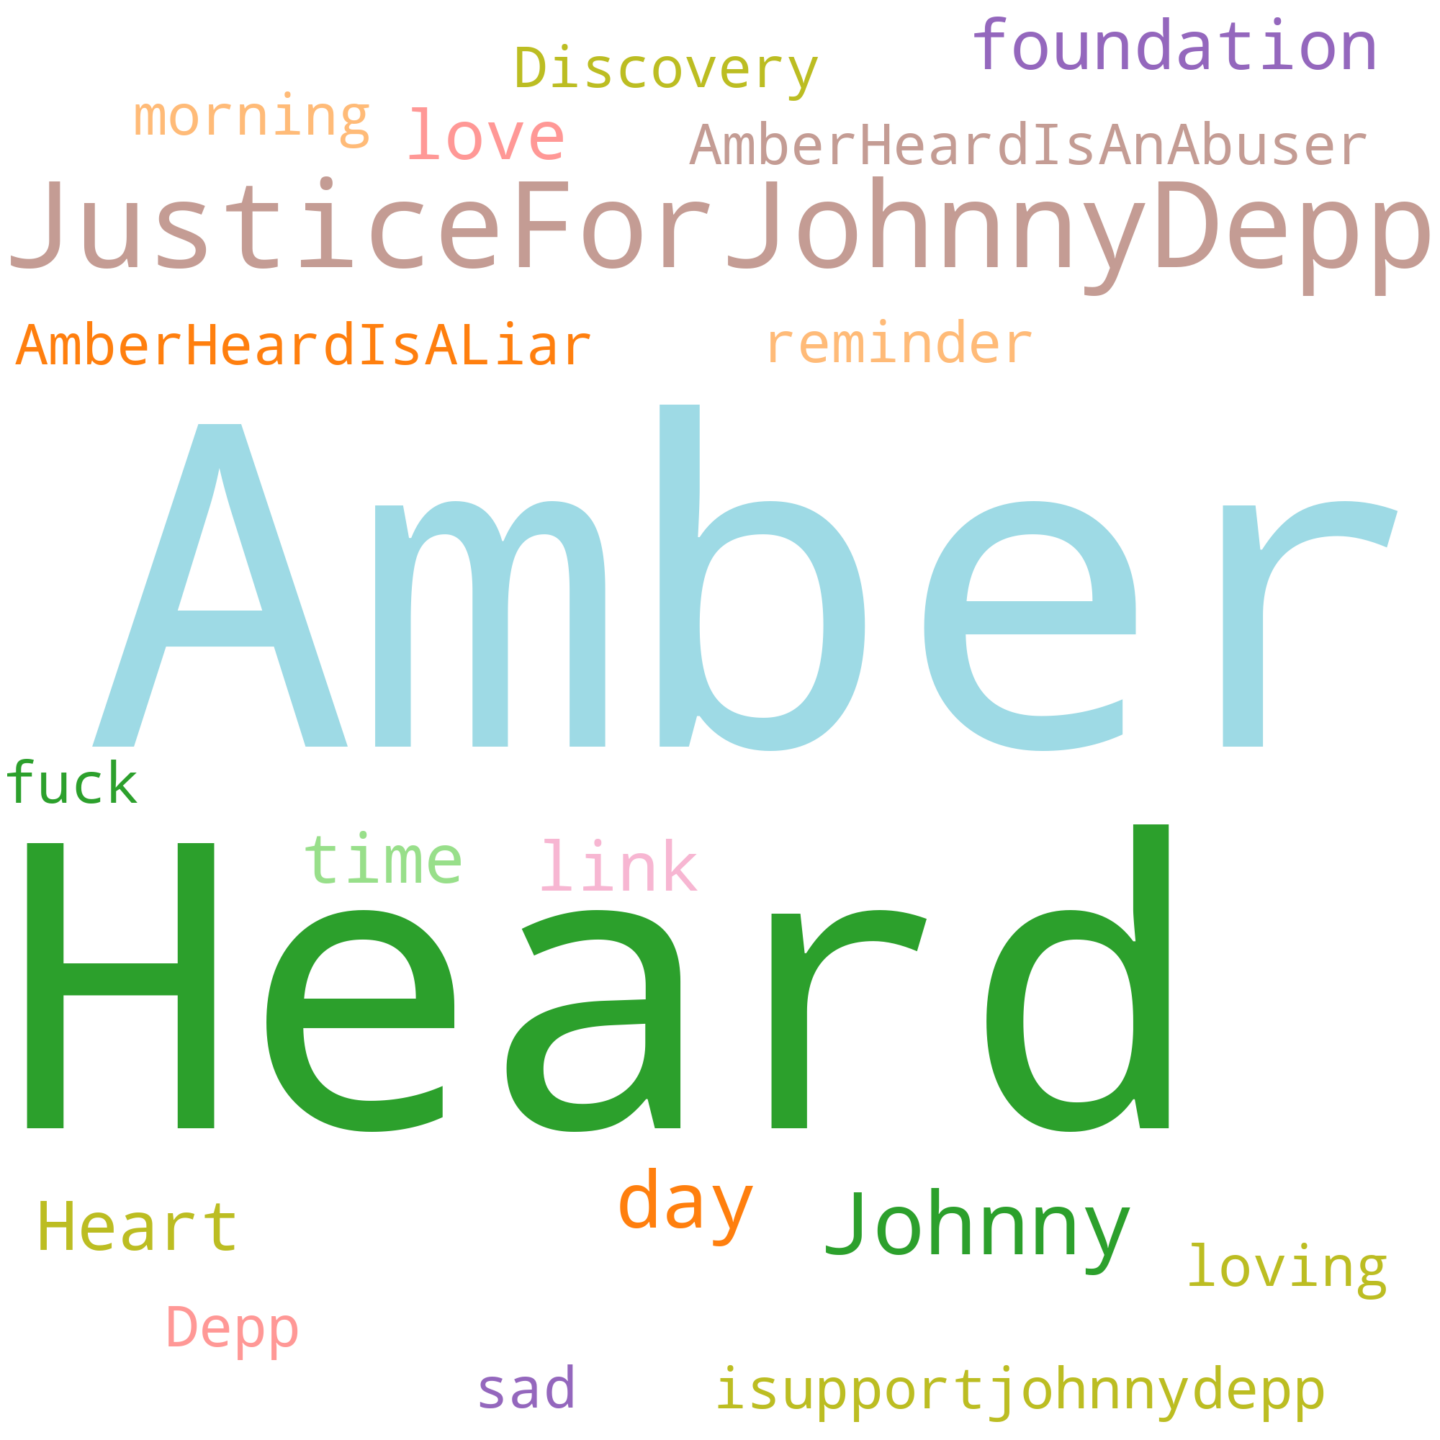 foundation
Discovery
morning
love
AmberHeardIsAnAbuser
JusticeForJohnnyDepp
AmberHeardIsALiar
reminder
Amber
fuck
time
link
Heard
day
Johnny
Heart
loving
Depp
sad
isupportjohnnydepp